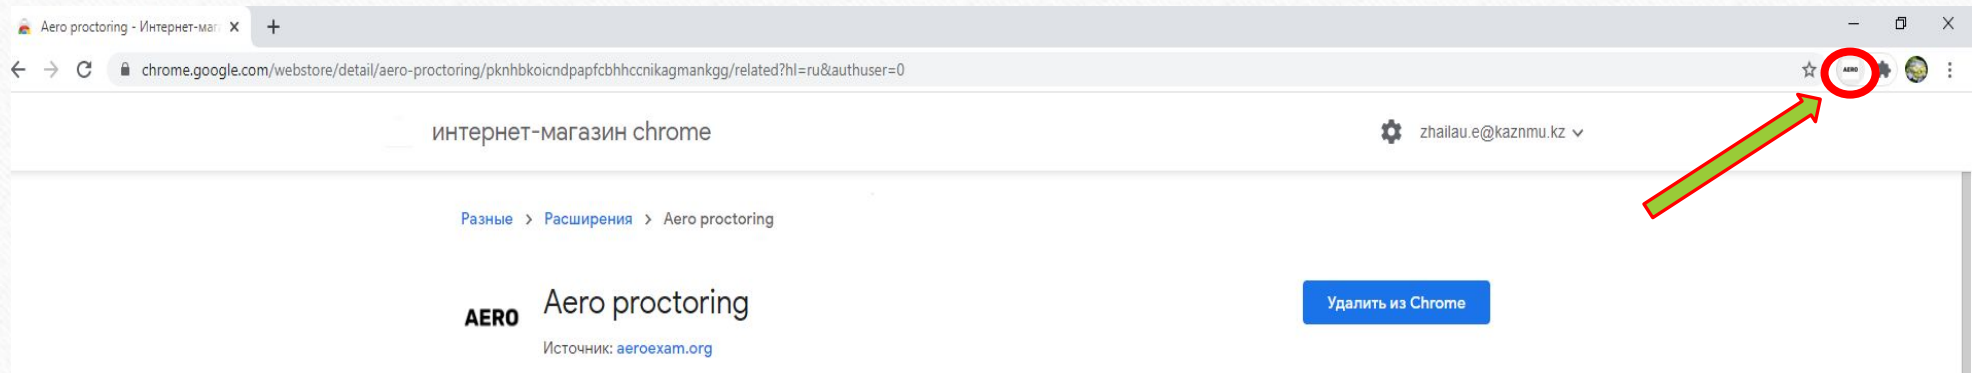 Aero proctoring - Интернет-маг
chrome.google.com/webstore/detail/aero-proctoring/pknhbkoicndpapfcbhhccnikagmankgg/related?hl=ru&authuser=0
AERO
интернет-магазин chrome
zhailau.e@kaznmu.kz
Разные > Расширения > Aero proctoring
AERO
Aero proctoring
Удалить из Chrome
Источник: aeroexam.org